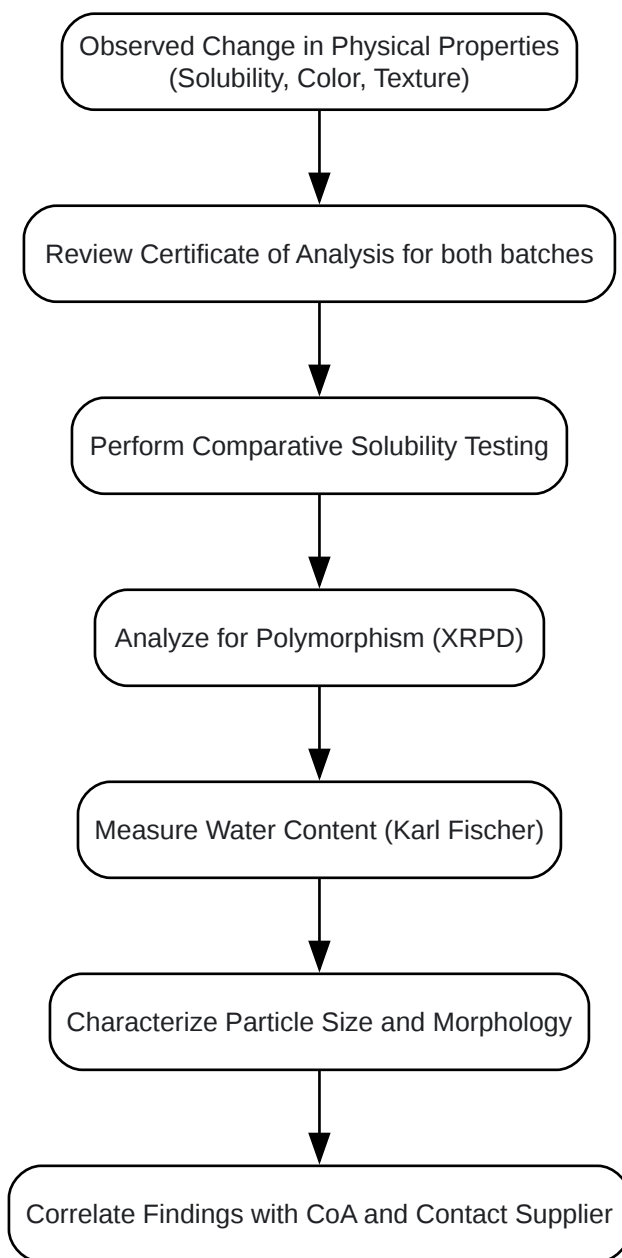 Observed Change in Physical Properties
(Solubility, Color, Texture)
Review Certificate of Analysis for both batches
Perform Comparative Solubility Testing
Analyze for Polymorphism (XRPD)
Measure Water Content (Karl Fischer)
Characterize Particle Size and Morphology
Correlate Findings with CoA and Contact Supplier